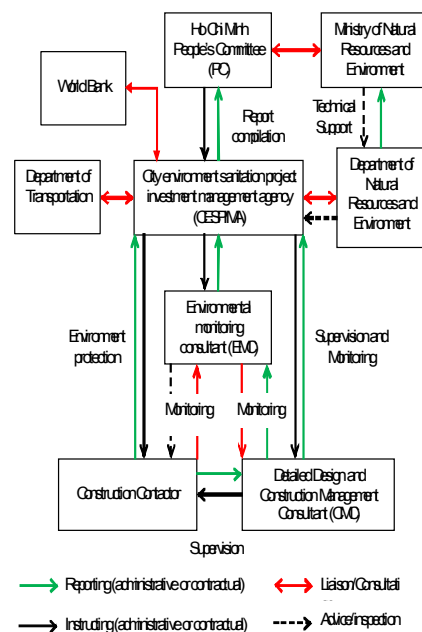 Ho Chi Minh
People's Committee
(PC)
Ministry of Natural
Resources and
Environment
World Bank
Report
compilation
Technical
Support
Department of
Transportation
City environment sanitation project
investment management agency
(CESPIMA)
Department of
Natural
Resources and
Environment
Environment
protection
Environmental
monitoring
consultant (EMC)
Supervision and
Monitoring
Monitoring
Monitoring
Construction Contactor
Detailed Design and
Construction Management
Consultant (CMC)
Supervision
Reporting (administrative or contractual)
Liaison/Consultati
Instructing (administrative or contractual)
Advice/inspection